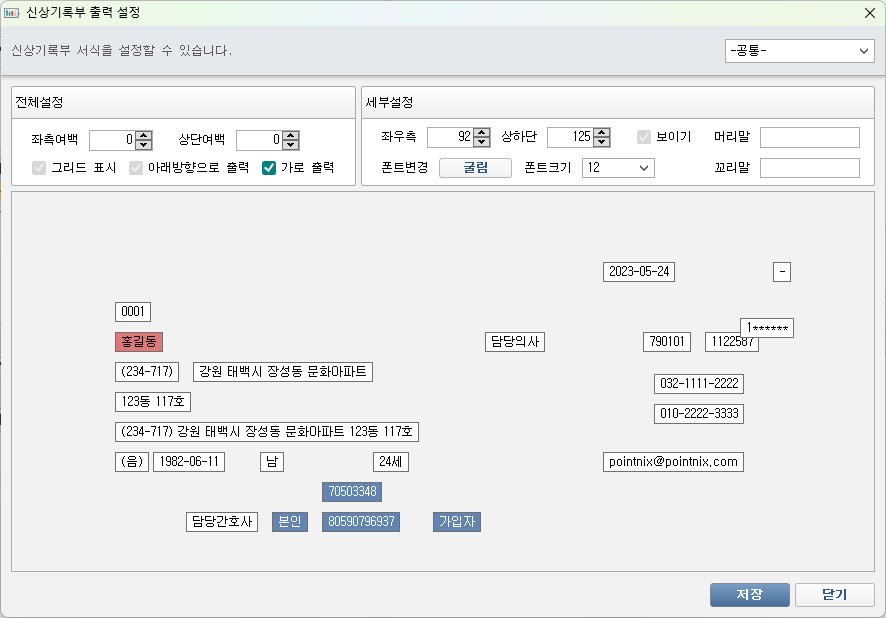 신상기록부 출력 설정
신상기록부 서식을 설정할 수 있습니다.
-공통-
전체설정
좌측여백 0 상단여백 0
그리드 표시 아래방향으로 출력 가로 출력
세부설정
좌우측 92 상하단 125 보이기 머리말
폰트변경 굴림 폰트크기 12 꼬리말
2023-05-24 -
0001
1******
홍길동 담당의사 790101 1122587
(234-717) 강원 태백시 장성동 문화아파트
032-1111-2222
123동 117호
010-2222-3333
(234-717) 강원 태백시 장성동 문화아파트 123동 117호
(음) 1982-06-11 남 24세 pointnix@pointnix.com
70503348
담당간호사 본인 80590796937 가입자
저장 닫기